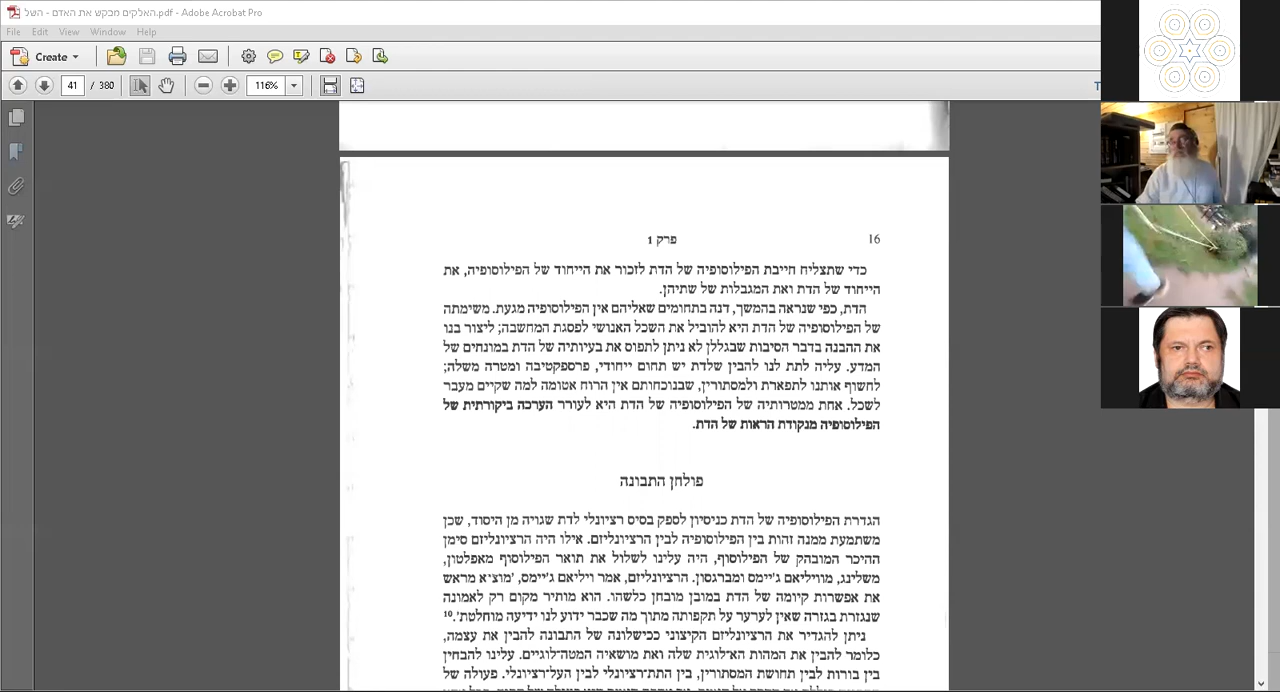 האלקים מבקש את האדם - השל.pdf - Adobe Acrobat Pro
File Edit View Window Help
Create
41 / 380
116%
16
פרק 1
כדי שתצליח חייבת הפילוסופיה של הדת לזכור את הייחוד של הפילוסופיה, את
הייחוד של הדת ואת המגבלות של שתיהן.
הדת, כפי שנראה בהמשך, דנה בתחומים שאליהם אין הפילוסופיה מגעת. משימתה
של הפילוסופיה של הדת היא להוביל את השכל האנושי לפסגת המחשבה; ליצור בנו
את ההבנה בדבר הסיבות שבגללן לא ניתן לתפוס את בעיותיה של הדת במונחים של
המדע. עליה לתת לנו להבין שלדת יש תחום ייחודי, פרספקטיבה ומטרה משלה;
לחשוף אותנו לתפארת ולמסתורין, שבנוכחותם אין הרוח אטומה למה שקיים מעבר
לשכל. אחת ממטרותיה של הפילוסופיה של הדת היא לעורר הערכה ביקורתית של
הפילוסופיה מנקודת הראות של הדת.
פולחן התבונה
הגדרת הפילוסופיה של הדת כניסיון לספק בסיס רציונלי לדת שגויה מן היסוד, שכן
משתמעת ממנה זהות בין הפילוסופיה לבין הרציונליזם. אילו היה הרציונליזם סימן
ההיכר המובהק של הפילוסוף, היה עלינו לשלול את תואר הפילוסוף מאפלטון,
משלינג, מוויליאם ג'יימס ומברגסון. הרציונליזם, אמר ויליאם ג'יימס, 'מוציא מראש
את אפשרות קיומה של הדת במובן מובחן כלשהו. הוא מותיר מקום רק לאמונה
שנגזרת בגזרה שאין לערער על תקפותה מתוך מה שכבר ידוע לנו ידיעה מוחלטת'.10
ניתן להגדיר את הרציונליזם הקיצוני ככישלונה של התבונה להבין את עצמה,
כלומר להבין את המהות הא־לוגית שלה ואת מושאיה המטה־לוגיים. עלינו להבחין
בין בורות לבין תחושת המסתורין, בין התת־רציונלי לבין העל־רציונלי. פעולה של